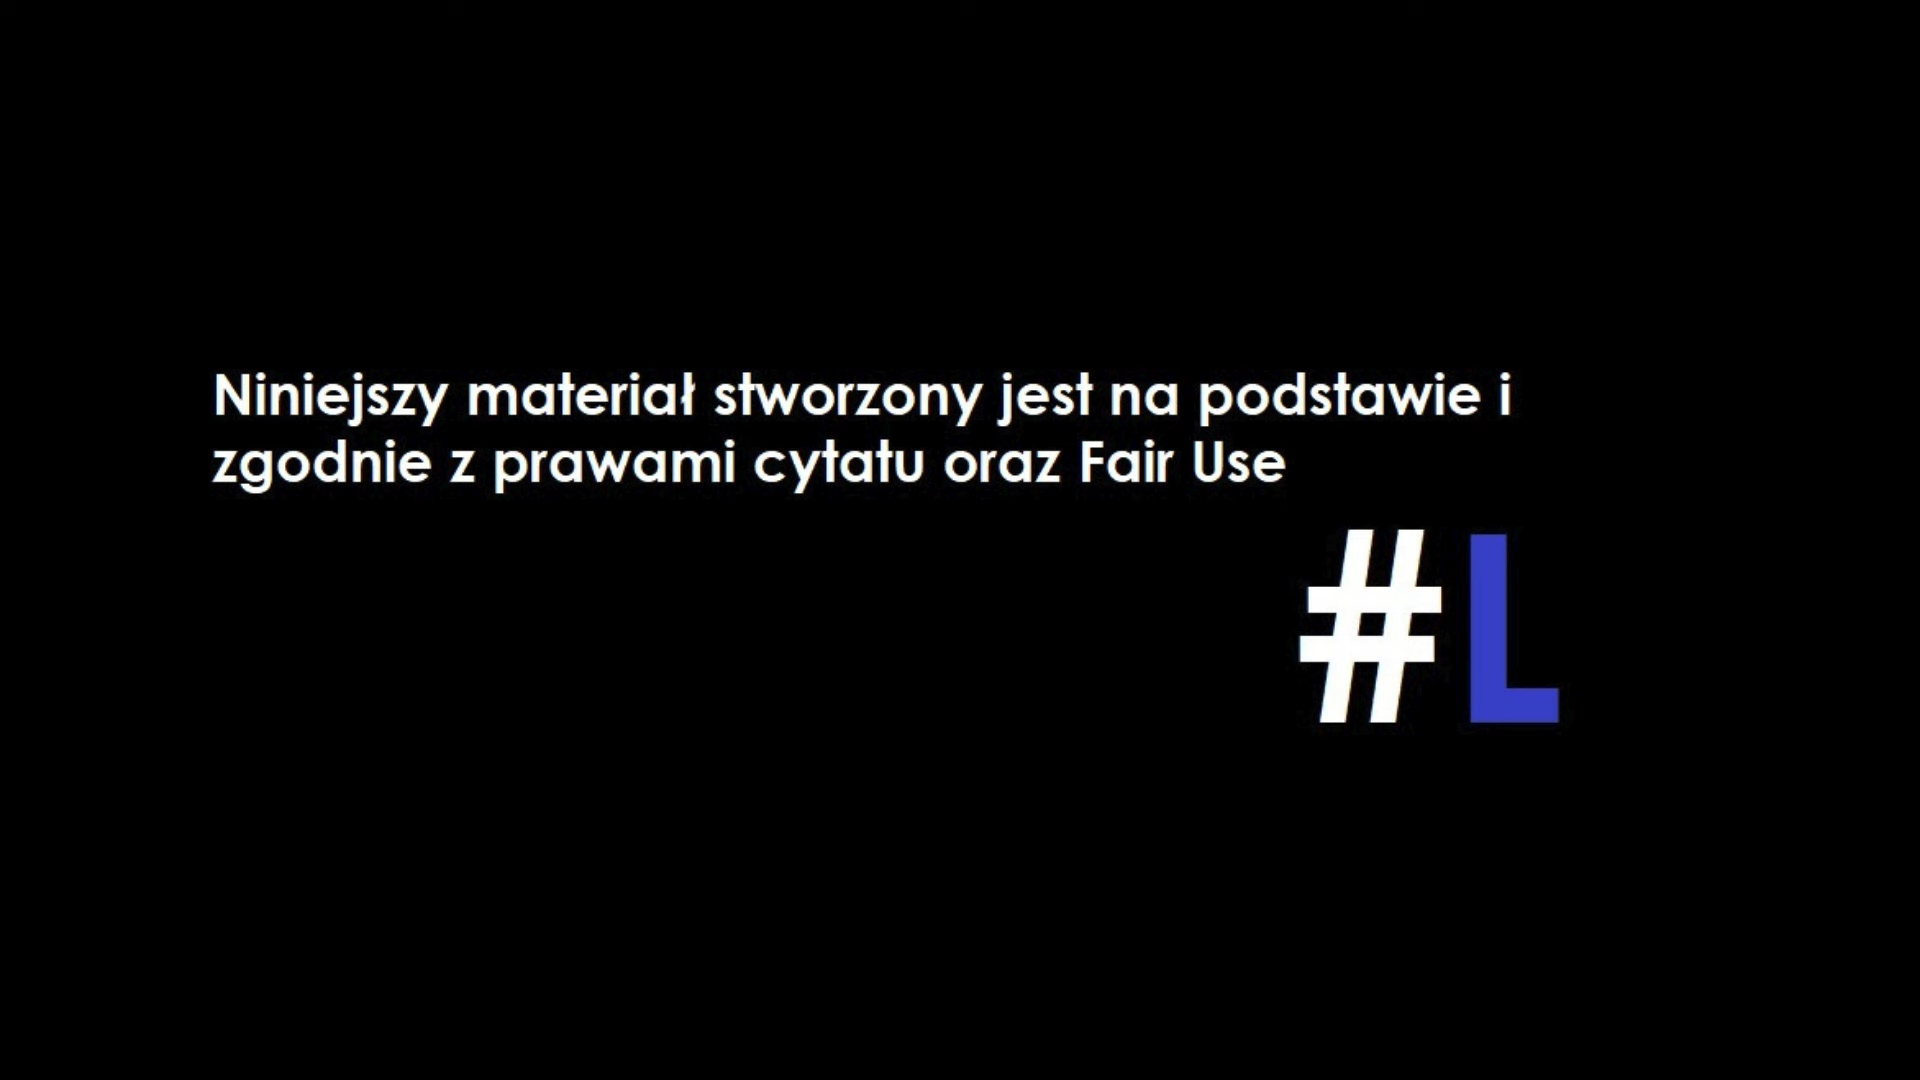 Niniejszy materiał stworzony jest na podstawie i
zgodnie z prawami cytatu oraz Fair Use
#L